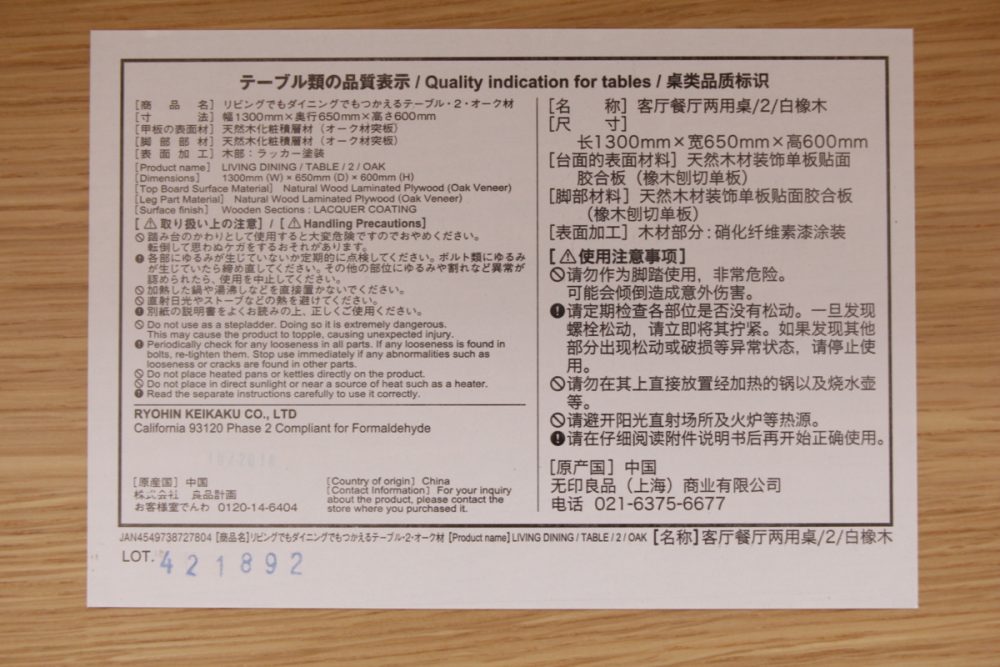 テーブル類の品質表示 / Quality indication for tables / 桌类品质标识
[商品名] リビングでもダイニングでもつかえるテーブル・2・オーク材
[寸法] 幅1300mm×奥行650mm×高さ600mm
[甲板の表面材] 天然木化粧積層材（オーク材突板）
[脚部部材] 天然木化粧積層材（オーク材突板）
[表面加工] 木部：ラッカー塗装
[Product name] LIVING DINING / TABLE / 2 / OAK
[Dimensions] 1300mm (W) × 650mm (D) × 600mm (H)
[Top Board Surface Material] Natural Wood Laminated Plywood (Oak Veneer)
[Leg Part Material] Natural Wood Laminated Plywood (Oak Veneer)
[Surface finish] Wooden Sections : LACQUER COATING
[⚠取り扱い上の注意] / [⚠Handling Precautions]
踏み台のかわりとして使用すると大変危険ですのでおやめください。
転倒して思わぬケガをするおそれがあります。
各部にゆるみが生じていないか定期的に点検してください。ボルト類にゆるみ
が生じていたら締め直してください。その他の部位にゆるみや割れなど異常が
認められたら、使用を中止してください。
加熱した鍋や湯沸しなどを直接置かないでください。
直射日光やストーブなどの熱を避けてください。
別紙の説明書をよくお読みの上、正しくご使用ください。
Do not use as a stepladder. Doing so it is extremely dangerous.
This may cause the product to topple, causing unexpected injury.
Periodically check for any looseness in all parts. If any looseness is found in
bolts, re-tighten them. Stop use immediately if any abnormalities such as
looseness or cracks are found in other parts.
Do not place heated pans or kettles directly on the product.
Do not place in direct sunlight or near a source of heat such as a heater.
Read the separate instructions carefully to use it correctly.
RYOHIN KEIKAKU CO., LTD
California 93120 Phase 2 Compliant for Formaldehyde
10/2018
[原産国] 中国
株式会社 良品計画
お客様室でんわ 0120-14-6404
[Country of origin] China
[Contact Information] For your inquiry
about the product, please contact the
store where you purchased it.
[名称] 客厅餐厅两用桌/2/白橡木
[尺寸]
长1300mm×宽650mm×高600mm
[台面的表面材料] 天然木材装饰单板贴面
胶合板（橡木刨切单板）
[脚部材料] 天然木材装饰单板贴面胶合板
（橡木刨切单板）
[表面加工] 木材部分：硝化纤维素漆涂装
[⚠使用注意事项]
请勿作为脚踏使用，非常危险。
可能会倾倒造成意外伤害。
请定期检查各部位是否没有松动。一旦发现
螺栓松动，请立即将其拧紧。如果发现其他
部分出现松动或破损等异常状态，请停止使
用。
请勿在其上直接放置经加热的锅以及烧水壶
等。
请避开阳光直射场所及火炉等热源。
请在仔细阅读附件说明书后再开始正确使用。
[原产国] 中国
无印良品（上海）商业有限公司
电话 021-6375-6677
JAN4549738727804 [商品名]リビングでもダイニングでもつかえるテーブル・2・オーク材 [Product name] LIVING DINING / TABLE / 2 / OAK [名称]客厅餐厅两用桌/2/白橡木
LOT. 421892